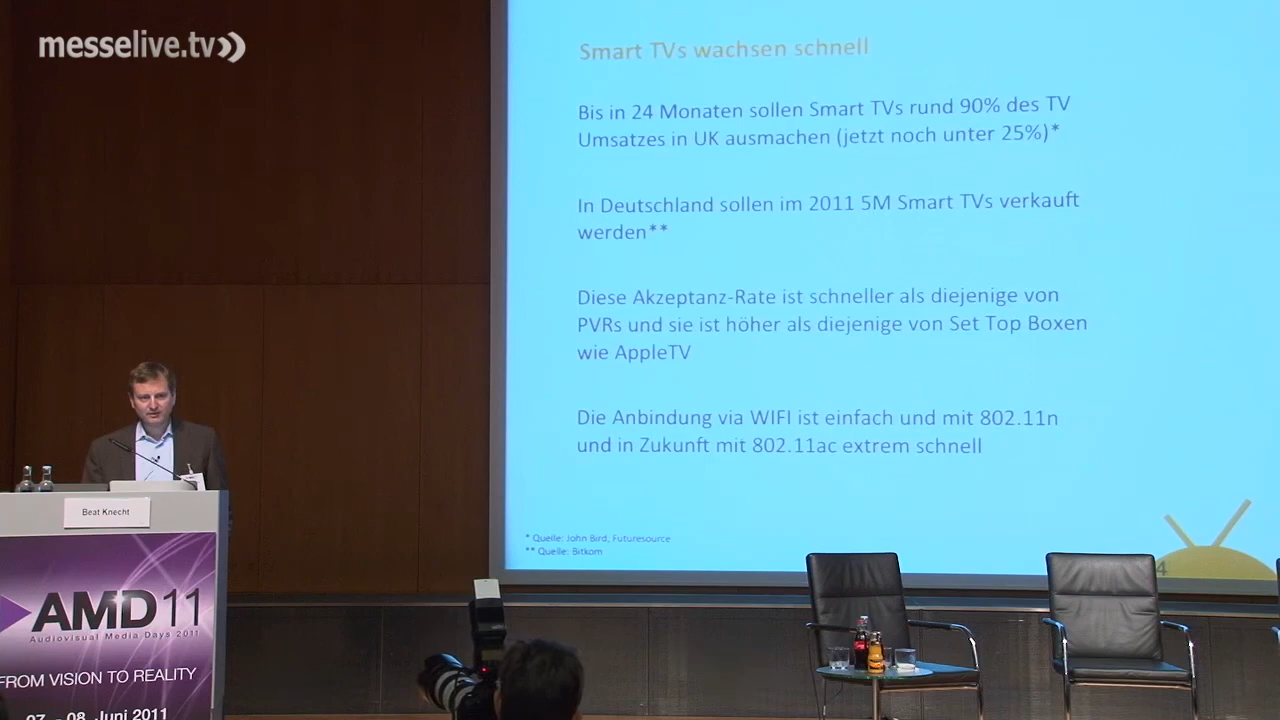 messelive.tv
Smart TVs wachsen schnell
Bis in 24 Monaten sollen Smart TVs rund 90% des TV
Umsatzes in UK ausmachen (jetzt noch unter 25%)*
In Deutschland sollen im 2011 5M Smart TVs verkauft
werden**
Diese Akzeptanz-Rate ist schneller als diejenige von
PVRs und sie ist höher als diejenige von Set Top Boxen
wie AppleTV
Die Anbindung via WIFI ist einfach und mit 802.11n
und in Zukunft mit 802.11ac extrem schnell
* Quelle: John Bird, Futuresource
** Quelle: Bitkom
4
Beat Knecht
AMD11
Audiovisual Media Days 2011
FROM VISION TO REALITY
07. - 08. Juni 2011